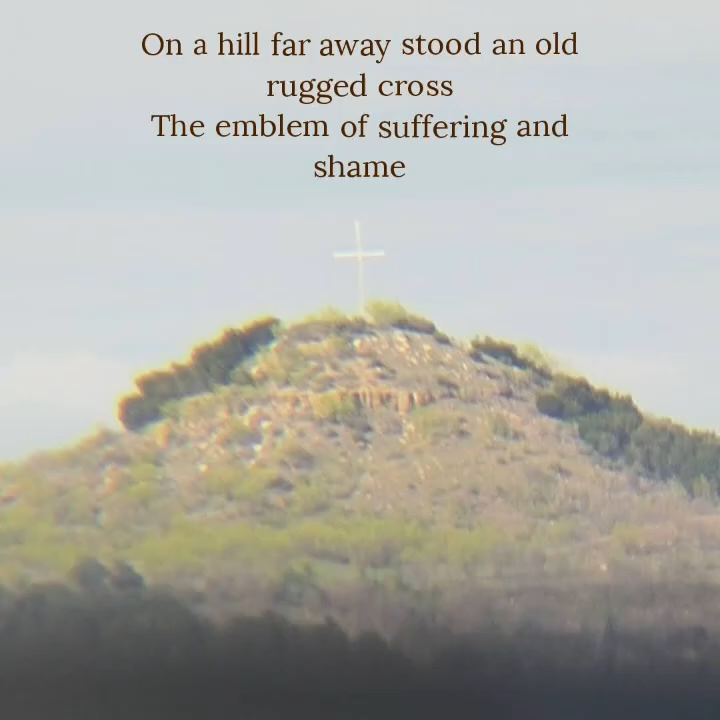 On a hill far away stood an old
rugged cross
The emblem of suffering and
shame